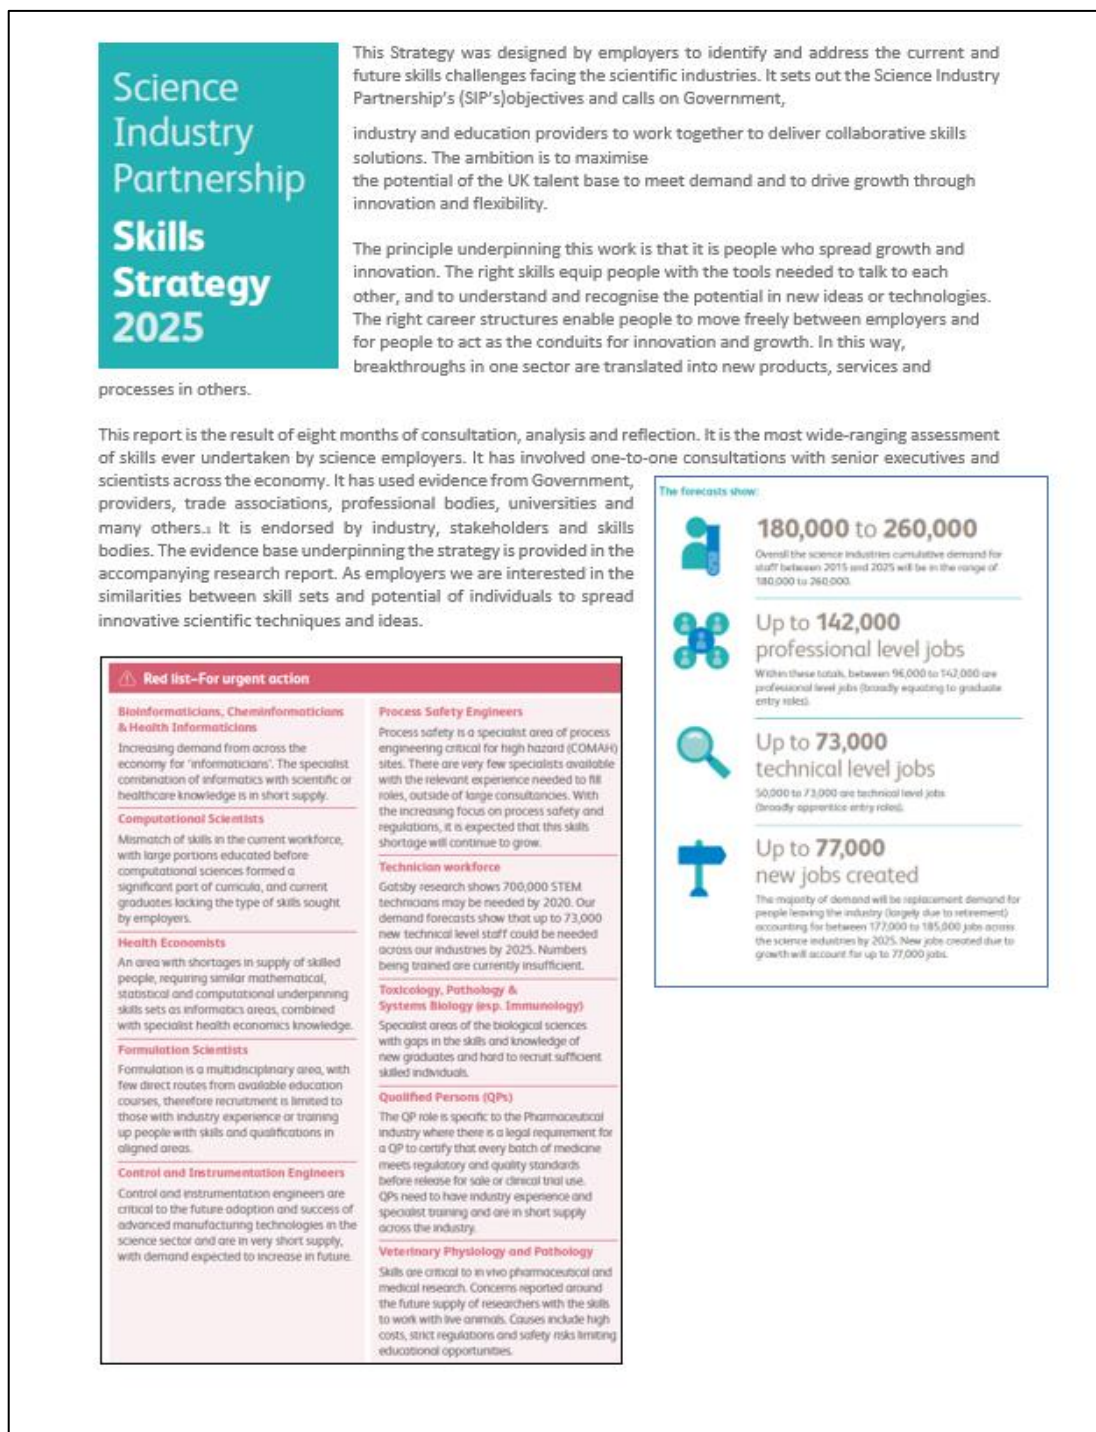 Science
Industry
Partnership
Skills
Strategy
2025
This Strategy was designed by employers to identify and address the current and
future skills challenges facing the scientific industries. It sets out the Science Industry
Partnership's (SIP's)objectives and calls on Government,
industry and education providers to work together to deliver collaborative skills
solutions. The ambition is to maximise
the potential of the UK talent base to meet demand and to drive growth through
innovation and flexibility.
The principle underpinning this work is that it is people who spread growth and
innovation. The right skills equip people with the tools needed to talk to each
other, and to understand and recognise the potential in new ideas or technologies.
The right career structures enable people to move freely between employers and
for people to act as the conduits for innovation and growth. In this way,
breakthroughs in one sector are translated into new products, services and
processes in others.
This report is the result of eight months of consultation, analysis and reflection. It is the most wide-ranging assessment
of skills ever undertaken by science employers. It has involved one-to-one consultations with senior executives and
scientists across the economy. It has used evidence from Government,
providers, trade associations, professional bodies, universities and
many others.1 It is endorsed by industry, stakeholders and skills
bodies. The evidence base underpinning the strategy is provided in the
accompanying research report. As employers we are interested in the
similarities between skill sets and potential of individuals to spread
innovative scientific techniques and ideas.
The forecasts show:
180,000 to 260,000
Overall the science industries cumulative demand for
staff between 2015 and 2025 will be in the range of
180,000 to 260,000.
Up to 142,000
professional level jobs
Within these totals, between 96,000 to 142,000 are
professional level jobs (broadly equating to graduate
entry roles).
Up to 73,000
technical level jobs
50,000 to 73,000 are technical level jobs
(broadly apprentice entry roles).
Up to 77,000
new jobs created
The majority of demand will be replacement demand for
people leaving the industry (largely due to retirement)
accounting for between 177,000 to 185,000 jobs across
the science industries by 2025. New jobs created due to
growth will account for up to 77,000 jobs.
Red list–For urgent action
Bioinformaticians, Cheminformaticians
& Health Informaticians
Increasing demand from across the
economy for 'informaticians'. The specialist
combination of informatics with scientific or
healthcare knowledge is in short supply.
Computational Scientists
Mismatch of skills in the current workforce,
with large portions educated before
computational sciences formed a
significant part of curricula, and current
graduates lacking the type of skills sought
by employers.
Health Economists
An area with shortages in supply of skilled
people, requiring similar mathematical,
statistical and computational underpinning
skills sets as informatics areas, combined
with specialist health economics knowledge.
Formulation Scientists
Formulation is a multidisciplinary area, with
few direct routes from available education
courses, therefore recruitment is limited to
those with industry experience or training
up people with skills and qualifications in
aligned areas.
Control and Instrumentation Engineers
Control and instrumentation engineers are
critical to the future adoption and success of
advanced manufacturing technologies in the
science sector and are in very short supply,
with demand expected to increase in future.
Process Safety Engineers
Process safety is a specialist area of process
engineering critical for high hazard (COMAH)
sites. There are very few specialists available
with the relevant experience needed to fill
roles, outside of large consultancies. With
the increasing focus on process safety and
regulations, it is expected that this skills
shortage will continue to grow.
Technician workforce
Gatsby research shows 700,000 STEM
technicians may be needed by 2020. Our
demand forecasts show that up to 73,000
new technical level staff could be needed
across our industries by 2025. Numbers
being trained are currently insufficient.
Toxicology, Pathology &
Systems Biology (esp. Immunology)
Specialist areas of the biological sciences
with gaps in the skills and knowledge of
new graduates and hard to recruit sufficient
skilled individuals.
Qualified Persons (QPs)
The QP role is specific to the Pharmaceutical
industry where there is a legal requirement for
a QP to certify that every batch of medicine
meets regulatory and quality standards
before release for sale or clinical trial use.
QPs need to have industry experience and
specialist training and are in short supply
across the industry.
Veterinary Physiology and Pathology
Skills are critical to in vivo pharmaceutical and
medical research. Concerns reported around
the future supply of researchers with the skills
to work with live animals. Causes include high
costs, strict regulations and safety risks limiting
educational opportunities.